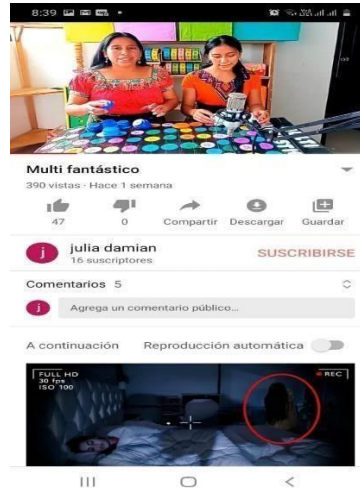 8:39
Multi fantástico
390 vistas · Hace 1 semana
47 0 Compartir Descargar Guardar
j julia damian SUSCRIBIRSE
16 suscriptores
Comentarios 5
j Agrega un comentario público...
A continuación Reproducción automática
FULL HD REC
30 fps
ISO 100